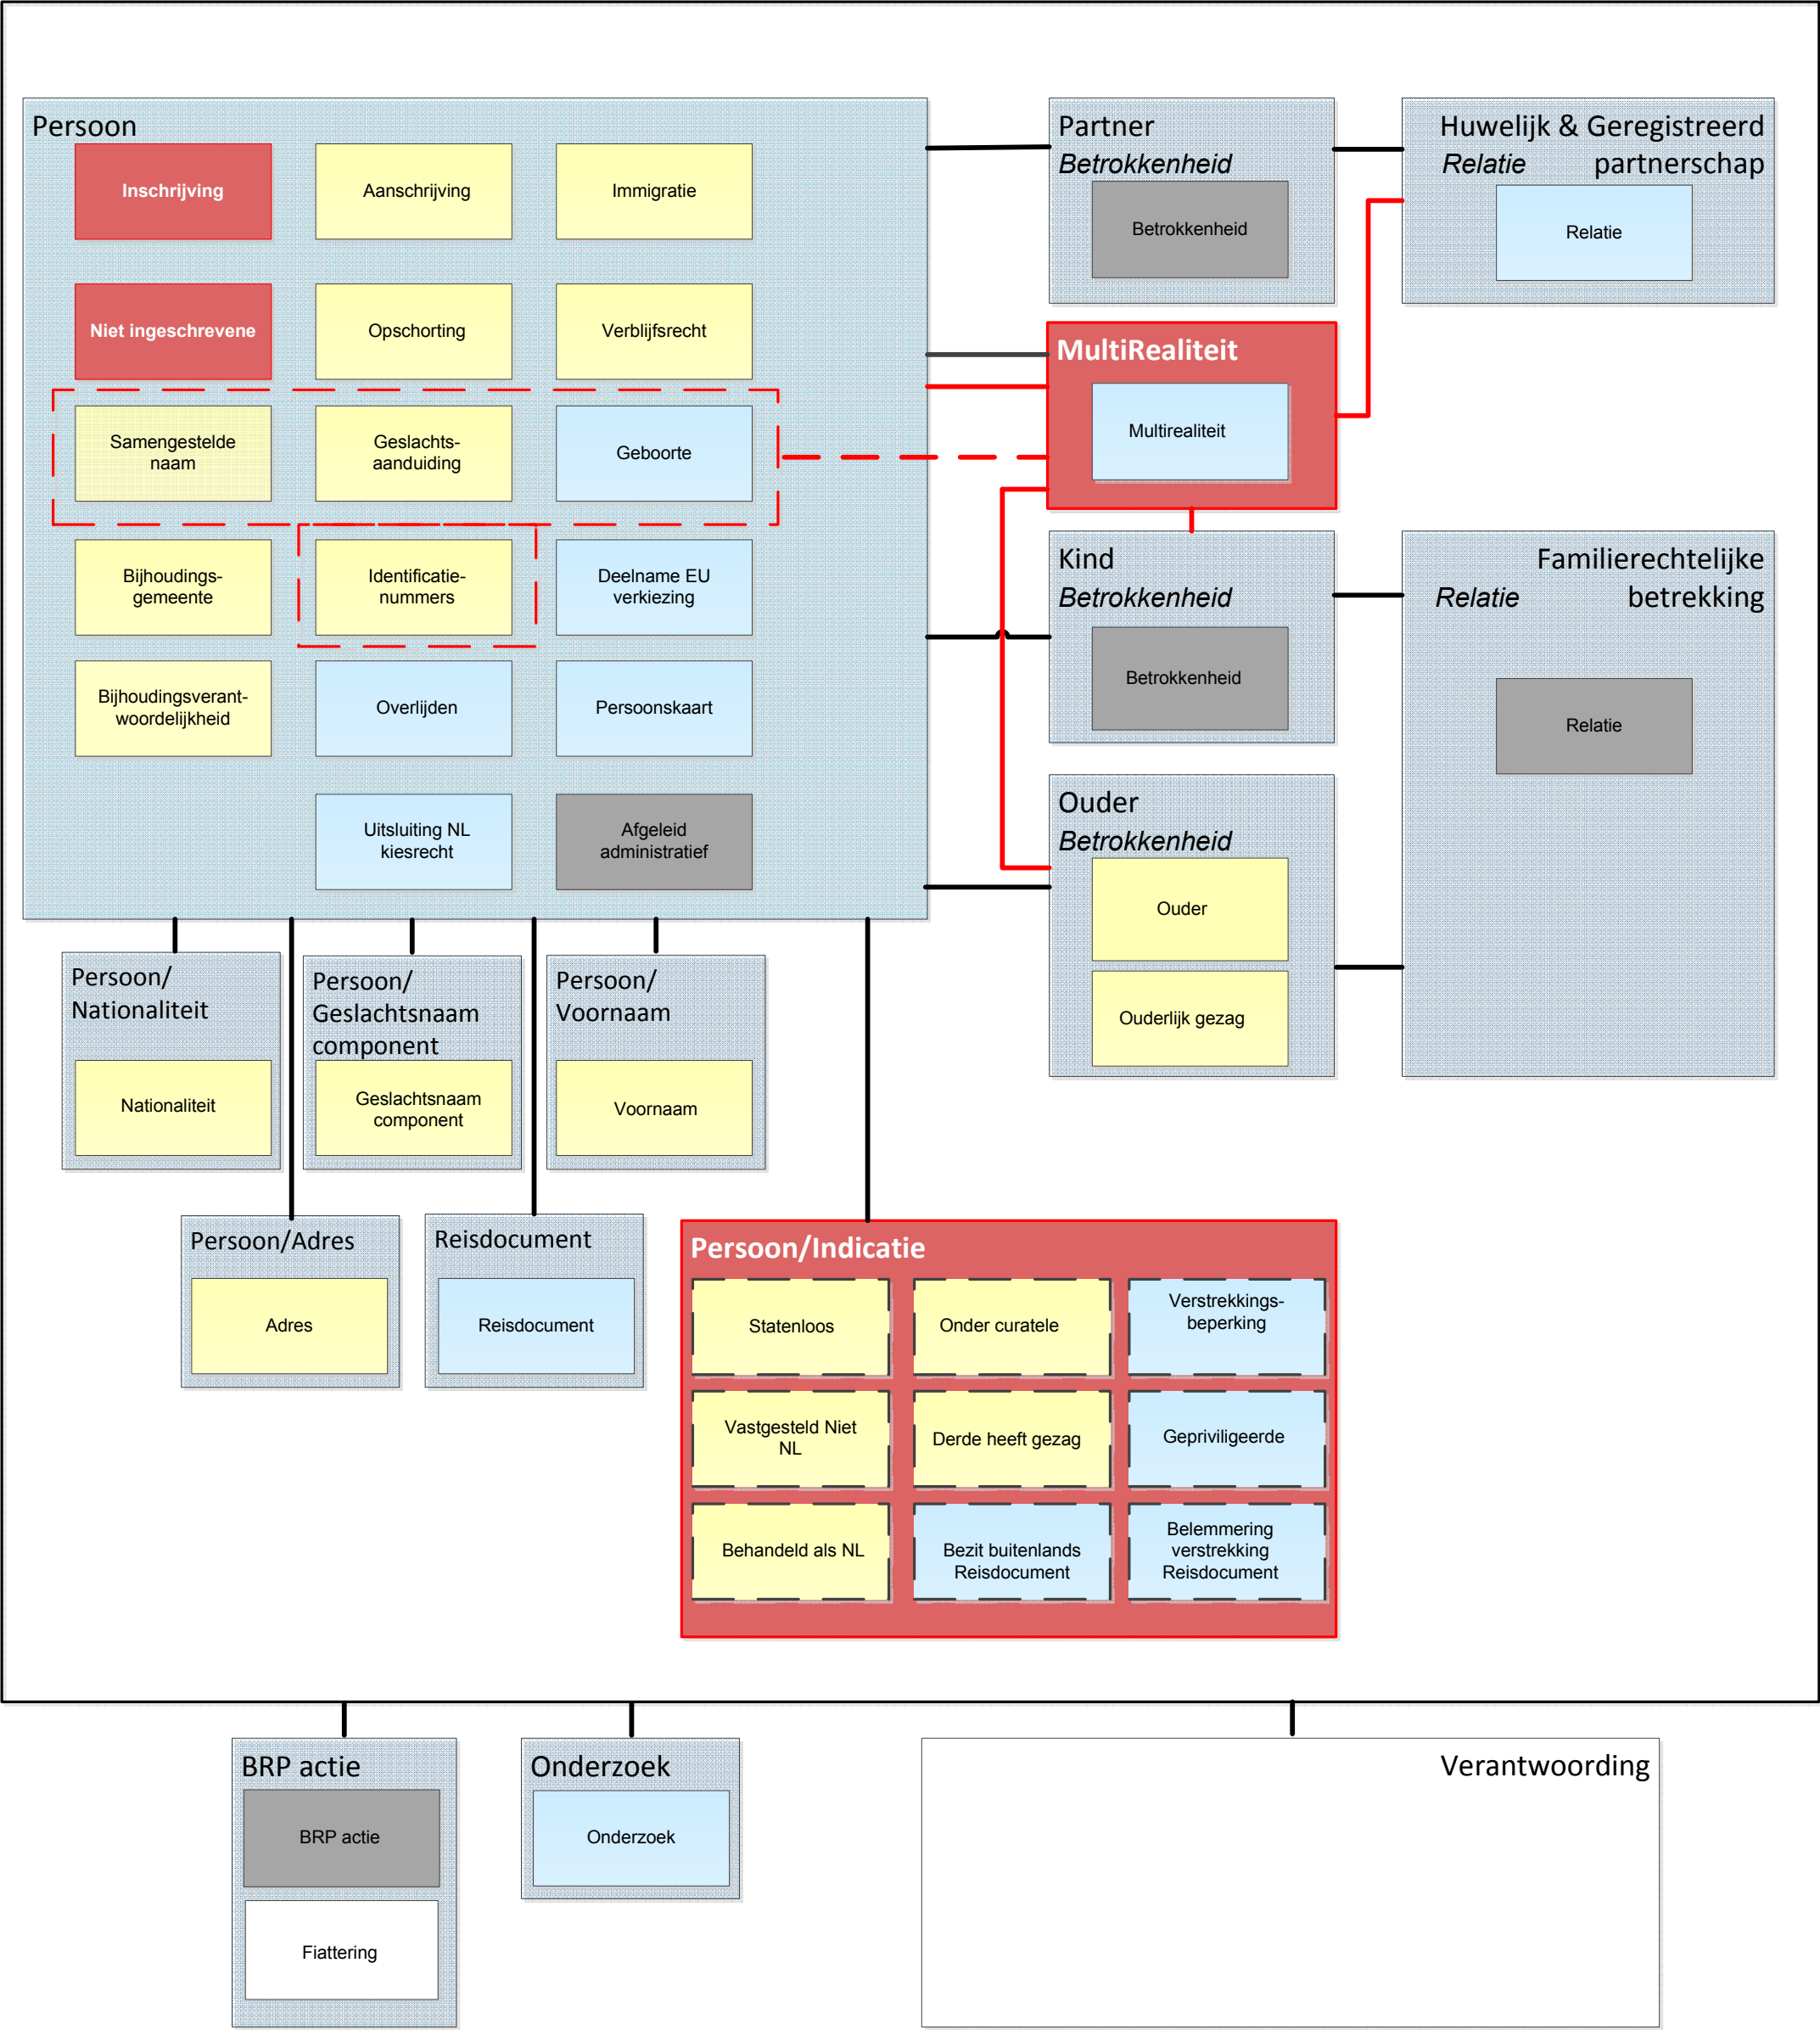 Persoon
Inschrijving
Aanschrijving
Immigratie
Niet ingeschrevene
Opschorting
Verblijfsrecht
Samengestelde
naam
Geslachts-
aanduiding
Geboorte
Bijhoudings-
gemeente
Identificatie-
nummers
Deelname EU
verkiezing
Bijhoudingsverant-
woordelijkheid
Overlijden
Persoonskaart
Uitsluiting NL
kiesrecht
Afgeleid
administratief
Partner
Betrokkenheid
Betrokkenheid
Huwelijk & Geregistreerd
Relatie partnerschap
Relatie
MultiRealiteit
Multirealiteit
Kind
Betrokkenheid
Betrokkenheid
Familierechtelijke
Relatie betrekking
Relatie
Ouder
Betrokkenheid
Ouder
Ouderlijk gezag
Persoon/
Nationaliteit
Nationaliteit
Persoon/
Geslachtsnaam
component
Geslachtsnaam
component
Persoon/
Voornaam
Voornaam
Persoon/Adres
Adres
Reisdocument
Reisdocument
Persoon/Indicatie
Statenloos
Onder curatele
Verstrekkings-
beperking
Vastgesteld Niet
NL
Derde heeft gezag
Gepriviligeerde
Behandeld als NL
Bezit buitenlands
Reisdocument
Belemmering
verstrekking
Reisdocument
BRP actie
BRP actie
Fiattering
Onderzoek
Onderzoek
Verantwoording